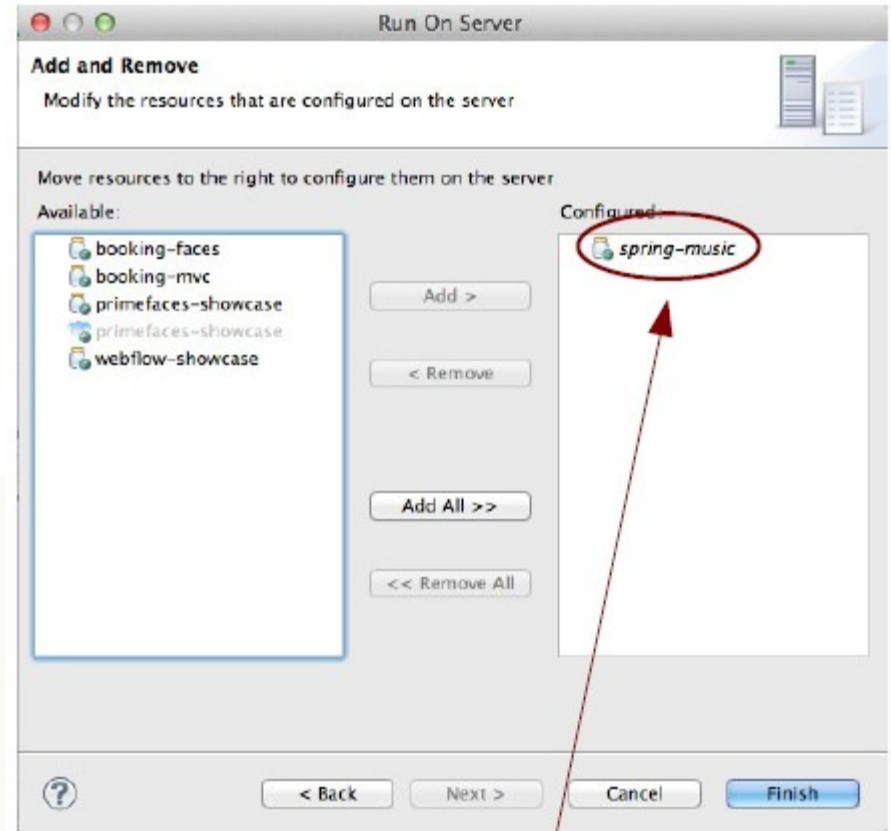 Run On Server
Add and Remove
Modify the resources that are configured on the server
Move resources to the right to configure them on the server
Available:
booking-faces
booking-mvc
primefaces-showcase
primefaces-showcase
webflow-showcase
Add >
< Remove
Add All >>
<< Remove All
Configured:
spring-music
?
< Back
Next >
Cancel
Finish